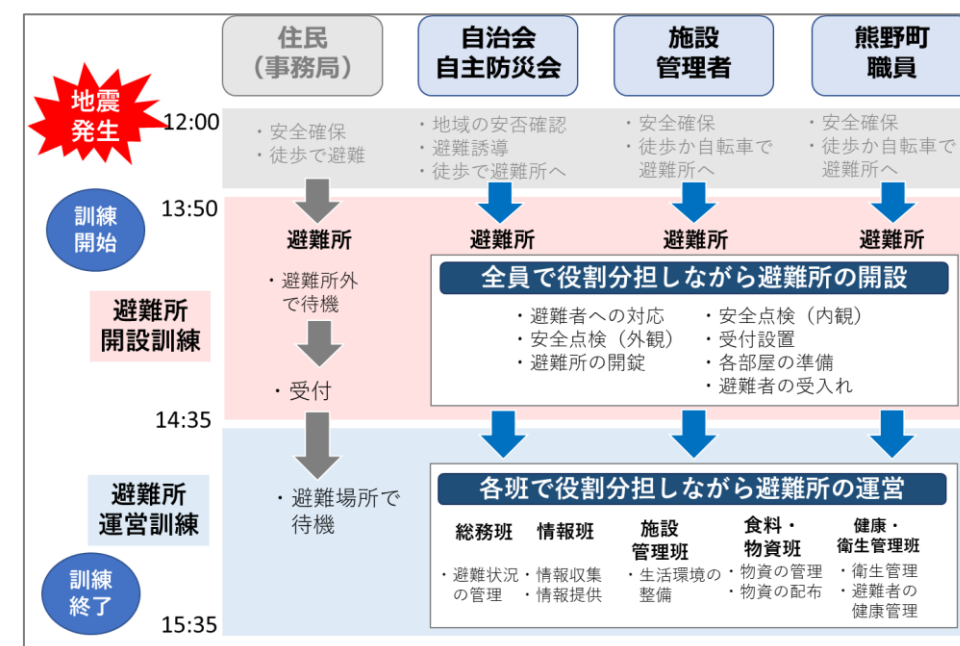 住民
（事務局）
自治会
自主防災会
施設
管理者
熊野町
職員
地震
発生
12:00
・安全確保
・徒歩で避難
・地域の安否確認
・避難誘導
・徒歩で避難所へ
・安全確保
・徒歩か自転車で
避難所へ
・安全確保
・徒歩か自転車で
避難所へ
13:50
訓練
開始
避難所
避難所
避難所
避難所
避難所
開設訓練
・避難所外
で待機
・受付
全員で役割分担しながら避難所の開設
・避難者への対応
・安全点検（外観）
・避難所の開錠
・安全点検（内観）
・受付設置
・各部屋の準備
・避難者の受入れ
14:35
避難所
運営訓練
・避難場所で
待機
各班で役割分担しながら避難所の運営
総務班
・避難状況
の管理
情報班
・情報収集
・情報提供
施設
管理班
・生活環境の
整備
食料・
物資班
・物資の管理
・物資の配布
健康・
衛生管理班
・衛生管理
・避難者の
健康管理
訓練
終了
15:35